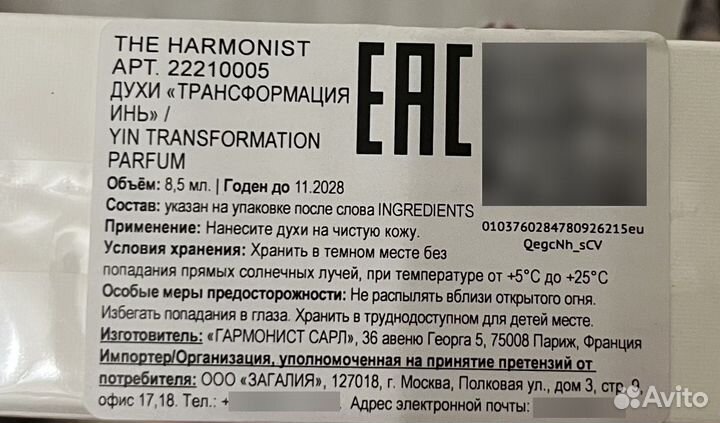 THE HARMONIST
АРТ. 22210005
ДУХИ «ТРАНСФОРМАЦИЯ
ИНЬ» /
YIN TRANSFORMATION
PARFUM
EAC
Объём: 8,5 мл. | Годен до 11.2028
Состав: указан на упаковке после слова INGREDIENTS
0103760284780926215eu
QegcNh_sCV
Применение: Нанесите духи на чистую кожу.
Условия хранения: Хранить в темном месте без
попадания прямых солнечных лучей, при температуре от +5°C до +25°C
Особые меры предосторожности: Не распылять вблизи открытого огня.
Избегать попадания в глаза. Хранить в труднодоступном для детей месте.
Изготовитель: «ГАРМОНИСТ САРЛ», 36 авеню Георга 5, 75008 Париж, Франция
Импортер/Организация, уполномоченная на принятие претензий от
потребителя: ООО «ЗАГАЛИЯ», 127018, г. Москва, Полковая ул., дом 3, стр. 9,
офис 17,18. Тел.: + . Адрес электронной почты:
Avito